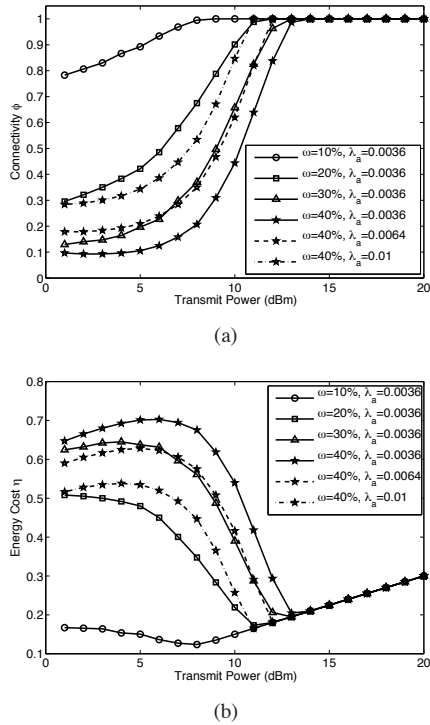 1
0.9
0.8
0.7
0.6
0.5
0.4
0.3
0.2
0.1
0
Connectivity ϕ
ω=10%, λa=0.0036
ω=20%, λa=0.0036
ω=30%, λa=0.0036
ω=40%, λa=0.0036
ω=40%, λa=0.0064
ω=40%, λa=0.01
0 5 10 15 20
Transmit Power (dBm)
(a)
0.8
0.7
0.6
0.5
0.4
0.3
0.2
0.1
Energy Cost η
ω=10%, λa=0.0036
ω=20%, λa=0.0036
ω=30%, λa=0.0036
ω=40%, λa=0.0036
ω=40%, λa=0.0064
ω=40%, λa=0.01
0 5 10 15 20
Transmit Power (dBm)
(b)